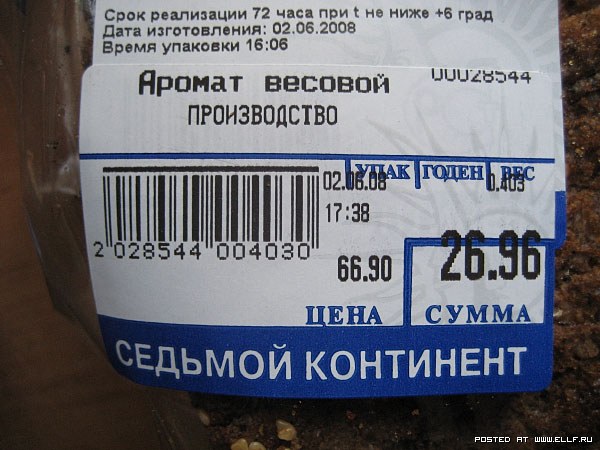 Срок реализации 72 часа при t не ниже +6 град
Дата изготовления: 02.06.2008
Время упаковки 16:06
Аромат весовой 00028544
ПРОИЗВОДСТВО
УПАК ГОДЕН ВЕС
02.06.08 0.403
17:38
2 028544 004030
66.90 26.96
ЦЕНА СУММА
СЕДЬМОЙ КОНТИНЕНТ
POSTED AT WWW.ELLF.RU